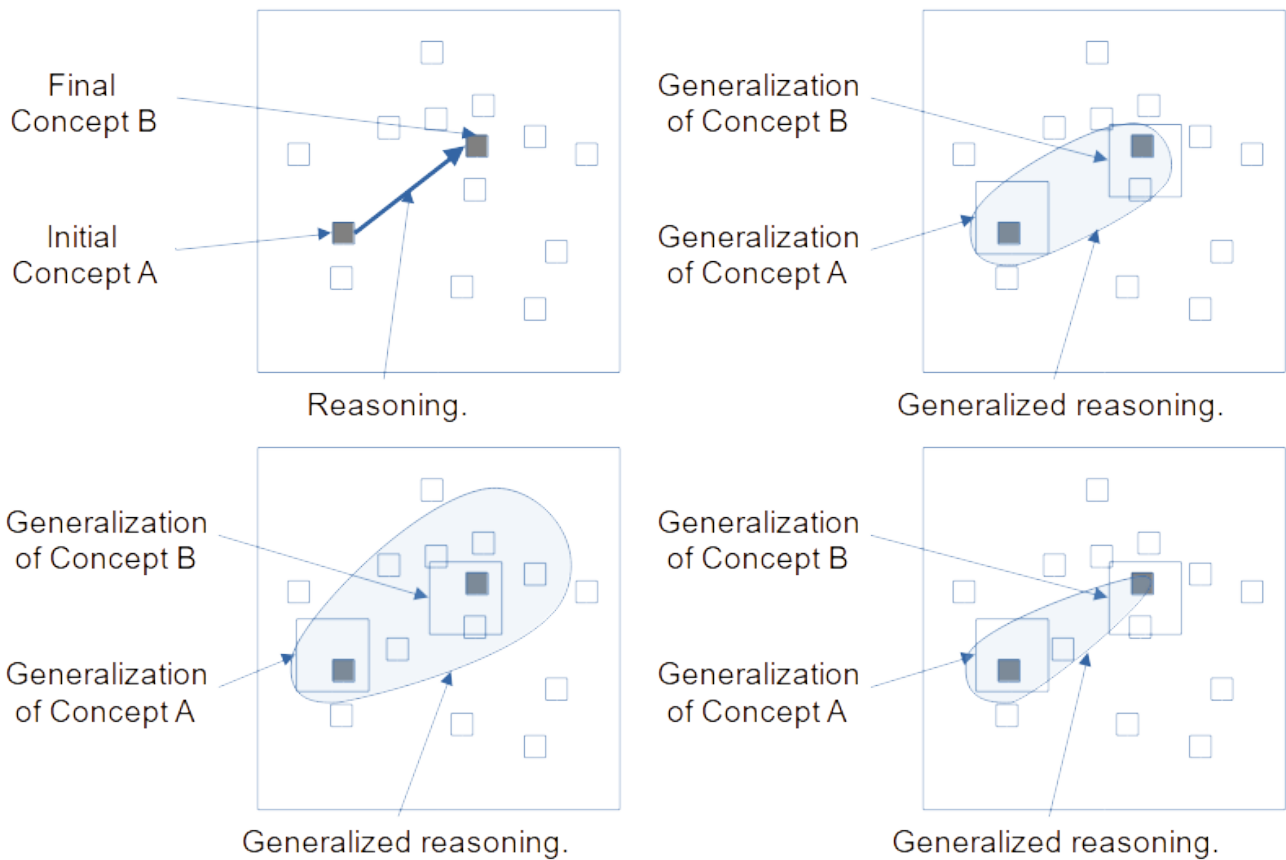 Final
Concept B
Initial
Concept A
Reasoning.
Generalization
of Concept B
Generalization
of Concept A
Generalized reasoning.
Generalization
of Concept B
Generalization
of Concept A
Generalized reasoning.
Generalization
of Concept B
Generalization
of Concept A
Generalized reasoning.